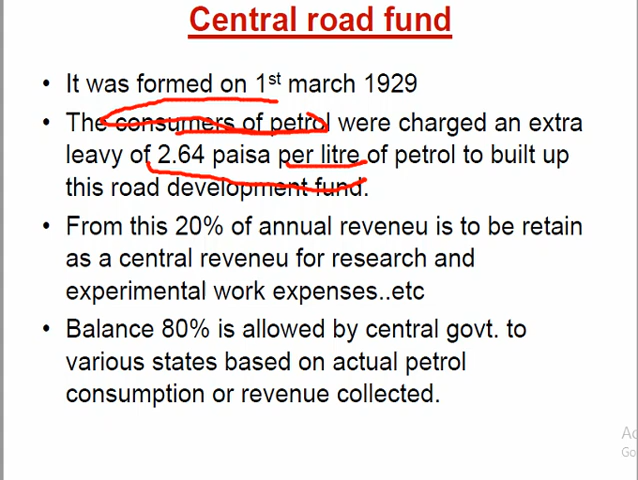 Central road fund
• It was formed on 1st march 1929
• The consumers of petrol were charged an extra
leavy of 2.64 paisa per litre of petrol to built up
this road development fund.
• From this 20% of annual reveneu is to be retain
as a central reveneu for research and
experimental work expenses..etc
• Balance 80% is allowed by central govt. to
various states based on actual petrol
consumption or revenue collected.